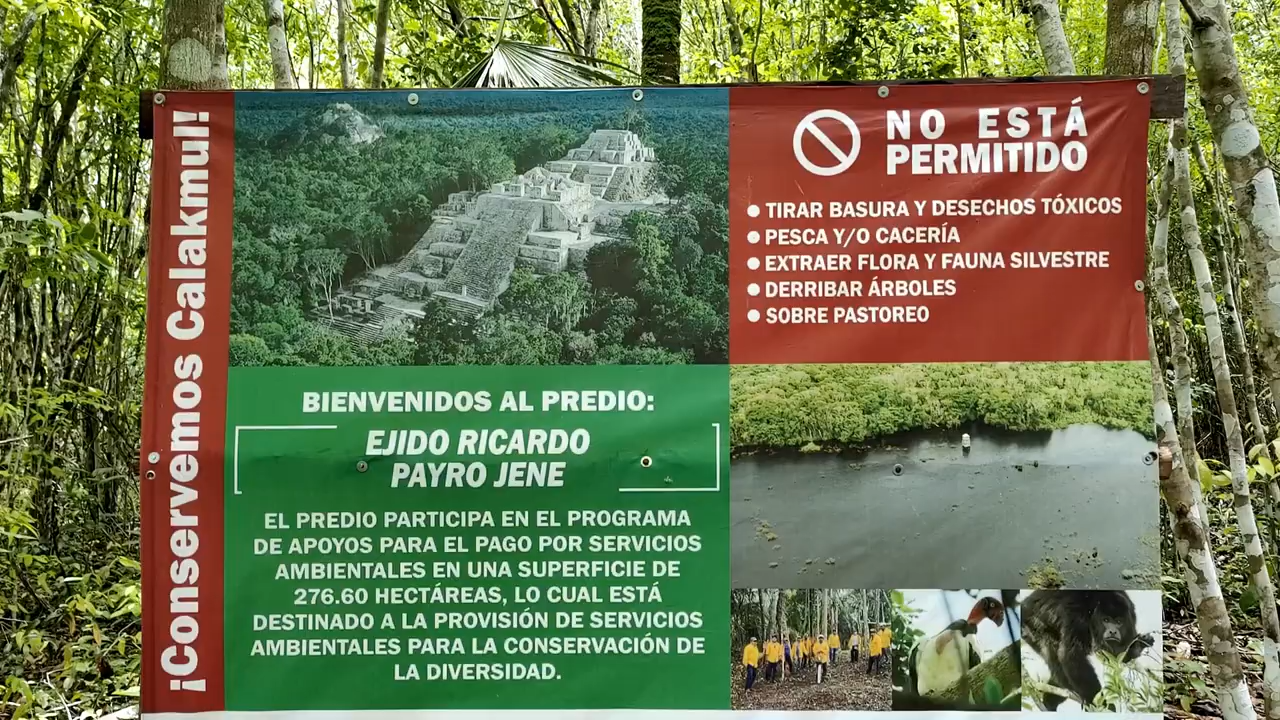 ¡Conservemos Calakmul!
NO ESTÁ
PERMITIDO
● TIRAR BASURA Y DESECHOS TÓXICOS
● PESCA Y/O CACERÍA
● EXTRAER FLORA Y FAUNA SILVESTRE
● DERRIBAR ÁRBOLES
● SOBRE PASTOREO
BIENVENIDOS AL PREDIO:
EJIDO RICARDO
PAYRO JENE
EL PREDIO PARTICIPA EN EL PROGRAMA
DE APOYOS PARA EL PAGO POR SERVICIOS
AMBIENTALES EN UNA SUPERFICIE DE
276.60 HECTÁREAS, LO CUAL ESTÁ
DESTINADO A LA PROVISIÓN DE SERVICIOS
AMBIENTALES PARA LA CONSERVACIÓN DE
LA DIVERSIDAD.